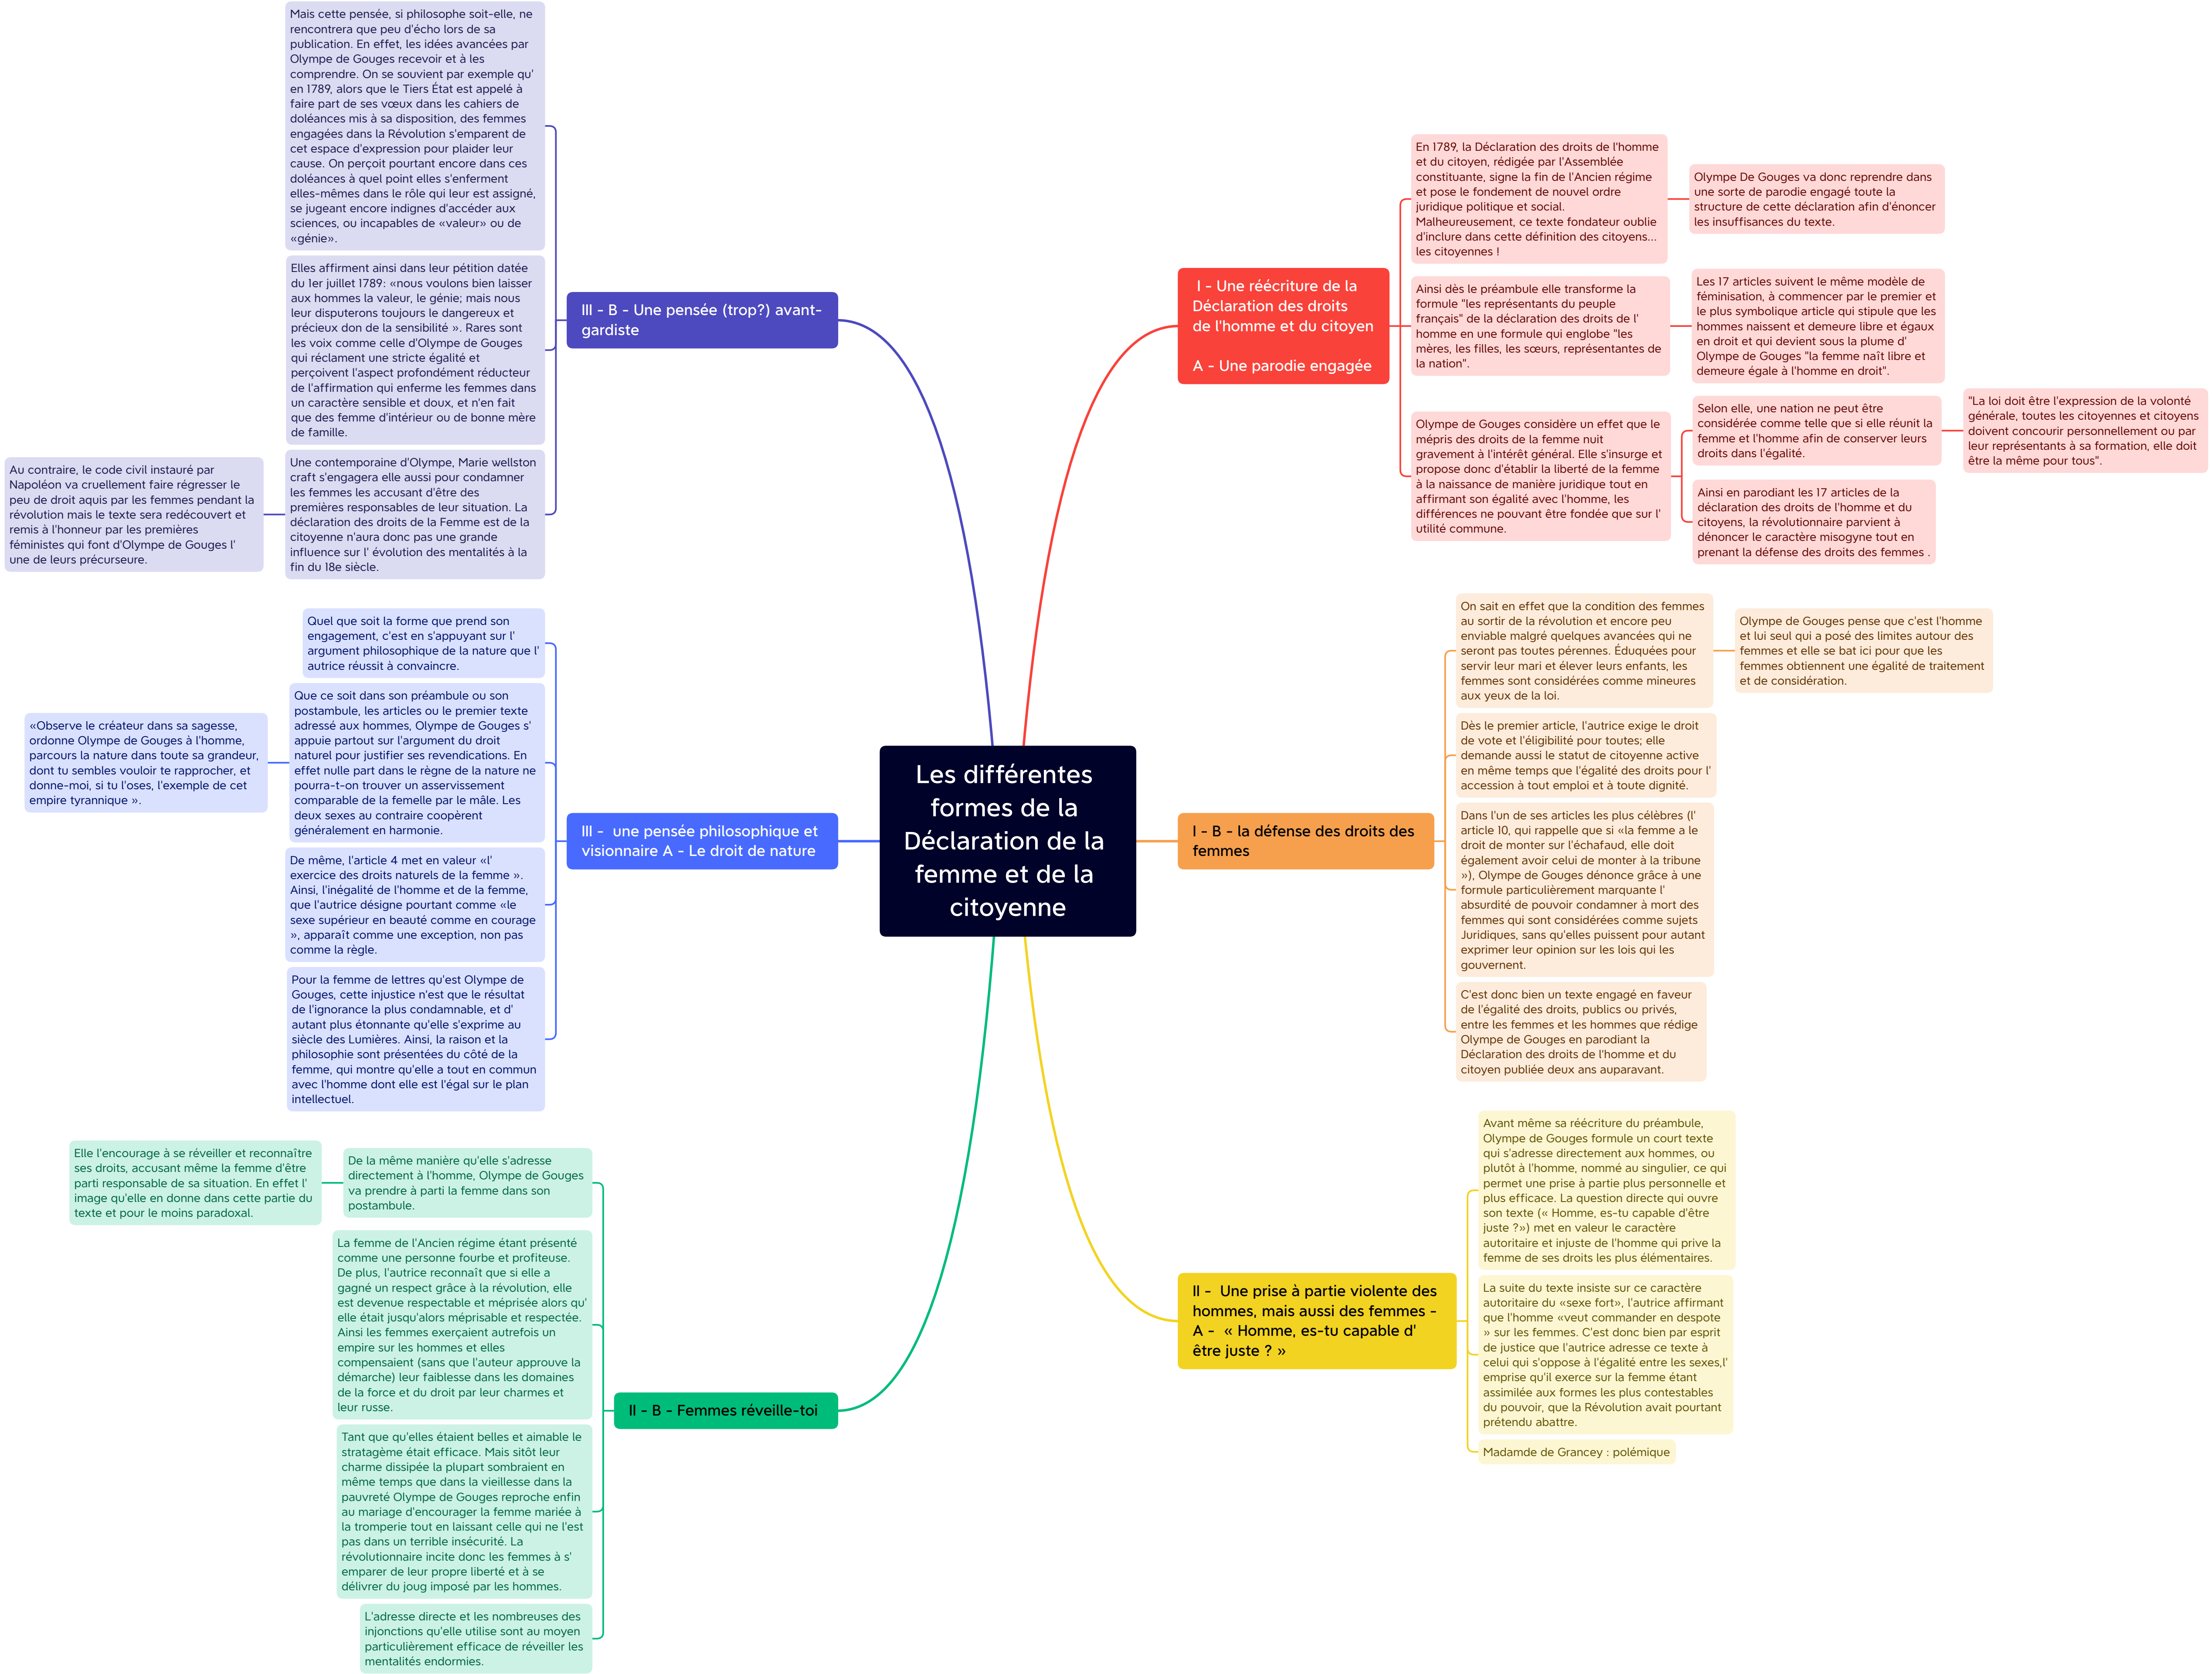 Les différentes
formes de la
Déclaration de la
femme et de la
citoyenne
I - Une réécriture de la
Déclaration des droits
de l'homme et du citoyen
A - Une parodie engagée
En 1789, la Déclaration des droits de l'homme
et du citoyen, rédigée par l'Assemblée
constituante, signe la fin de l'Ancien régime
et pose le fondement de nouvel ordre
juridique politique et social.
Malheureusement, ce texte fondateur oublie
d'inclure dans cette définition des citoyens...
les citoyennes !
Olympe De Gouges va donc reprendre dans
une sorte de parodie engagé toute la
structure de cette déclaration afin d'énoncer
les insuffisances du texte.
Ainsi dès le préambule elle transforme la
formule "les représentants du peuple
français" de la déclaration des droits de l'
homme en une formule qui englobe "les
mères, les filles, les sœurs, représentantes de
la nation".
Les 17 articles suivent le même modèle de
féminisation, à commencer par le premier et
le plus symbolique article qui stipule que les
hommes naissent et demeure libre et égaux
en droit et qui devient sous la plume d'
Olympe de Gouges "la femme naît libre et
demeure égale à l'homme en droit".
Olympe de Gouges considère un effet que le
mépris des droits de la femme nuit
gravement à l'intérêt général. Elle s'insurge et
propose donc d'établir la liberté de la femme
à la naissance de manière juridique tout en
affirmant son égalité avec l'homme, les
différences ne pouvant être fondée que sur l'
utilité commune.
Selon elle, une nation ne peut être
considérée comme telle que si elle réunit la
femme et l'homme afin de conserver leurs
droits dans l'égalité.
"La loi doit être l'expression de la volonté
générale, toutes les citoyennes et citoyens
doivent concourir personnellement ou par
leur représentants à sa formation, elle doit
être la même pour tous".
Ainsi en parodiant les 17 articles de la
déclaration des droits de l'homme et du
citoyens, la révolutionnaire parvient à
dénoncer le caractère misogyne tout en
prenant la défense des droits des femmes .
I - B - la défense des droits des
femmes
On sait en effet que la condition des femmes
au sortir de la révolution et encore peu
enviable malgré quelques avancées qui ne
seront pas toutes pérennes. Éduquées pour
servir leur mari et élever leurs enfants, les
femmes sont considérées comme mineures
aux yeux de la loi.
Olympe de Gouges pense que c'est l'homme
et lui seul qui a posé des limites autour des
femmes et elle se bat ici pour que les
femmes obtiennent une égalité de traitement
et de considération.
Dès le premier article, l'autrice exige le droit
de vote et l'éligibilité pour toutes; elle
demande aussi le statut de citoyenne active
en même temps que l'égalité des droits pour l'
accession à tout emploi et à toute dignité.
Dans l'un de ses articles les plus célèbres (l'
article 10, qui rappelle que si «la femme a le
droit de monter sur l'échafaud, elle doit
également avoir celui de monter à la tribune
»), Olympe de Gouges dénonce grâce à une
formule particulièrement marquante l'
absurdité de pouvoir condamner à mort des
femmes qui sont considérées comme sujets
Juridiques, sans qu'elles puissent pour autant
exprimer leur opinion sur les lois qui les
gouvernent.
C'est donc bien un texte engagé en faveur
de l'égalité des droits, publics ou privés,
entre les femmes et les hommes que rédige
Olympe de Gouges en parodiant la
Déclaration des droits de l'homme et du
citoyen publiée deux ans auparavant.
II -  Une prise à partie violente des
hommes, mais aussi des femmes -
A -  « Homme, es-tu capable d'
être juste ? »
Avant même sa réécriture du préambule,
Olympe de Gouges formule un court texte
qui s'adresse directement aux hommes, ou
plutôt à l'homme, nommé au singulier, ce qui
permet une prise à partie plus personnelle et
plus efficace. La question directe qui ouvre
son texte (« Homme, es-tu capable d'être
juste ?») met en valeur le caractère
autoritaire et injuste de l'homme qui prive la
femme de ses droits les plus élémentaires.
La suite du texte insiste sur ce caractère
autoritaire du «sexe fort», l'autrice affirmant
que l'homme «veut commander en despote
» sur les femmes. C'est donc bien par esprit
de justice que l'autrice adresse ce texte à
celui qui s'oppose à l'égalité entre les sexes,l'
emprise qu'il exerce sur la femme étant
assimilée aux formes les plus contestables
du pouvoir, que la Révolution avait pourtant
prétendu abattre.
Madamde de Grancey : polémique
II - B - Femmes réveille-toi
De la même manière qu'elle s'adresse
directement à l'homme, Olympe de Gouges
va prendre à parti la femme dans son
postambule.
Elle l'encourage à se réveiller et reconnaître
ses droits, accusant même la femme d'être
parti responsable de sa situation. En effet l'
image qu'elle en donne dans cette partie du
texte et pour le moins paradoxal.
La femme de l'Ancien régime étant présenté
comme une personne fourbe et profiteuse.
De plus, l'autrice reconnaît que si elle a
gagné un respect grâce à la révolution, elle
est devenue respectable et méprisée alors qu'
elle était jusqu'alors méprisable et respectée.
Ainsi les femmes exerçaient autrefois un
empire sur les hommes et elles
compensaient (sans que l'auteur approuve la
démarche) leur faiblesse dans les domaines
de la force et du droit par leur charmes et
leur russe.
Tant que qu'elles étaient belles et aimable le
stratagème était efficace. Mais sitôt leur
charme dissipée la plupart sombraient en
même temps que dans la vieillesse dans la
pauvreté Olympe de Gouges reproche enfin
au mariage d'encourager la femme mariée à
la tromperie tout en laissant celle qui ne l'est
pas dans un terrible insécurité. La
révolutionnaire incite donc les femmes à s'
emparer de leur propre liberté et à se
délivrer du joug imposé par les hommes.
L'adresse directe et les nombreuses des
injonctions qu'elle utilise sont au moyen
particulièrement efficace de réveiller les
mentalités endormies.
III -  une pensée philosophique et
visionnaire A - Le droit de nature
Quel que soit la forme que prend son
engagement, c'est en s'appuyant sur l'
argument philosophique de la nature que l'
autrice réussit à convaincre.
Que ce soit dans son préambule ou son
postambule, les articles ou le premier texte
adressé aux hommes, Olympe de Gouges s'
appuie partout sur l'argument du droit
naturel pour justifier ses revendications. En
effet nulle part dans le règne de la nature ne
pourra-t-on trouver un asservissement
comparable de la femelle par le mâle. Les
deux sexes au contraire coopèrent
généralement en harmonie.
«Observe le créateur dans sa sagesse,
ordonne Olympe de Gouges à l'homme,
parcours la nature dans toute sa grandeur,
dont tu sembles vouloir te rapprocher, et
donne-moi, si tu l'oses, l'exemple de cet
empire tyrannique ».
De même, l'article 4 met en valeur «l'
exercice des droits naturels de la femme ».
Ainsi, l'inégalité de l'homme et de la femme,
que l'autrice désigne pourtant comme «le
sexe supérieur en beauté comme en courage
», apparaît comme une exception, non pas
comme la règle.
Pour la femme de lettres qu'est Olympe de
Gouges, cette injustice n'est que le résultat
de l'ignorance la plus condamnable, et d'
autant plus étonnante qu'elle s'exprime au
siècle des Lumières. Ainsi, la raison et la
philosophie sont présentées du côté de la
femme, qui montre qu'elle a tout en commun
avec l'homme dont elle est l'égal sur le plan
intellectuel.
III - B - Une pensée (trop?) avant-
gardiste
Mais cette pensée, si philosophe soit-elle, ne
rencontrera que peu d'écho lors de sa
publication. En effet, les idées avancées par
Olympe de Gouges recevoir et à les
comprendre. On se souvient par exemple qu'
en 1789, alors que le Tiers État est appelé à
faire part de ses vœux dans les cahiers de
doléances mis à sa disposition, des femmes
engagées dans la Révolution s'emparent de
cet espace d'expression pour plaider leur
cause. On perçoit pourtant encore dans ces
doléances à quel point elles s'enferment
elles-mêmes dans le rôle qui leur est assigné,
se jugeant encore indignes d'accéder aux
sciences, ou incapables de «valeur» ou de
«génie».
Elles affirment ainsi dans leur pétition datée
du 1er juillet 1789: «nous voulons bien laisser
aux hommes la valeur, le génie; mais nous
leur disputerons toujours le dangereux et
précieux don de la sensibilité ». Rares sont
les voix comme celle d'Olympe de Gouges
qui réclament une stricte égalité et
perçoivent l'aspect profondément réducteur
de l'affirmation qui enferme les femmes dans
un caractère sensible et doux, et n'en fait
que des femme d'intérieur ou de bonne mère
de famille.
Une contemporaine d'Olympe, Marie wellston
craft s'engagera elle aussi pour condamner
les femmes les accusant d'être des
premières responsables de leur situation. La
déclaration des droits de la Femme est de la
citoyenne n'aura donc pas une grande
influence sur l' évolution des mentalités à la
fin du 18e siècle.
Au contraire, le code civil instauré par
Napoléon va cruellement faire régresser le
peu de droit aquis par les femmes pendant la
révolution mais le texte sera redécouvert et
remis à l'honneur par les premières
féministes qui font d'Olympe de Gouges l'
une de leurs précurseure.